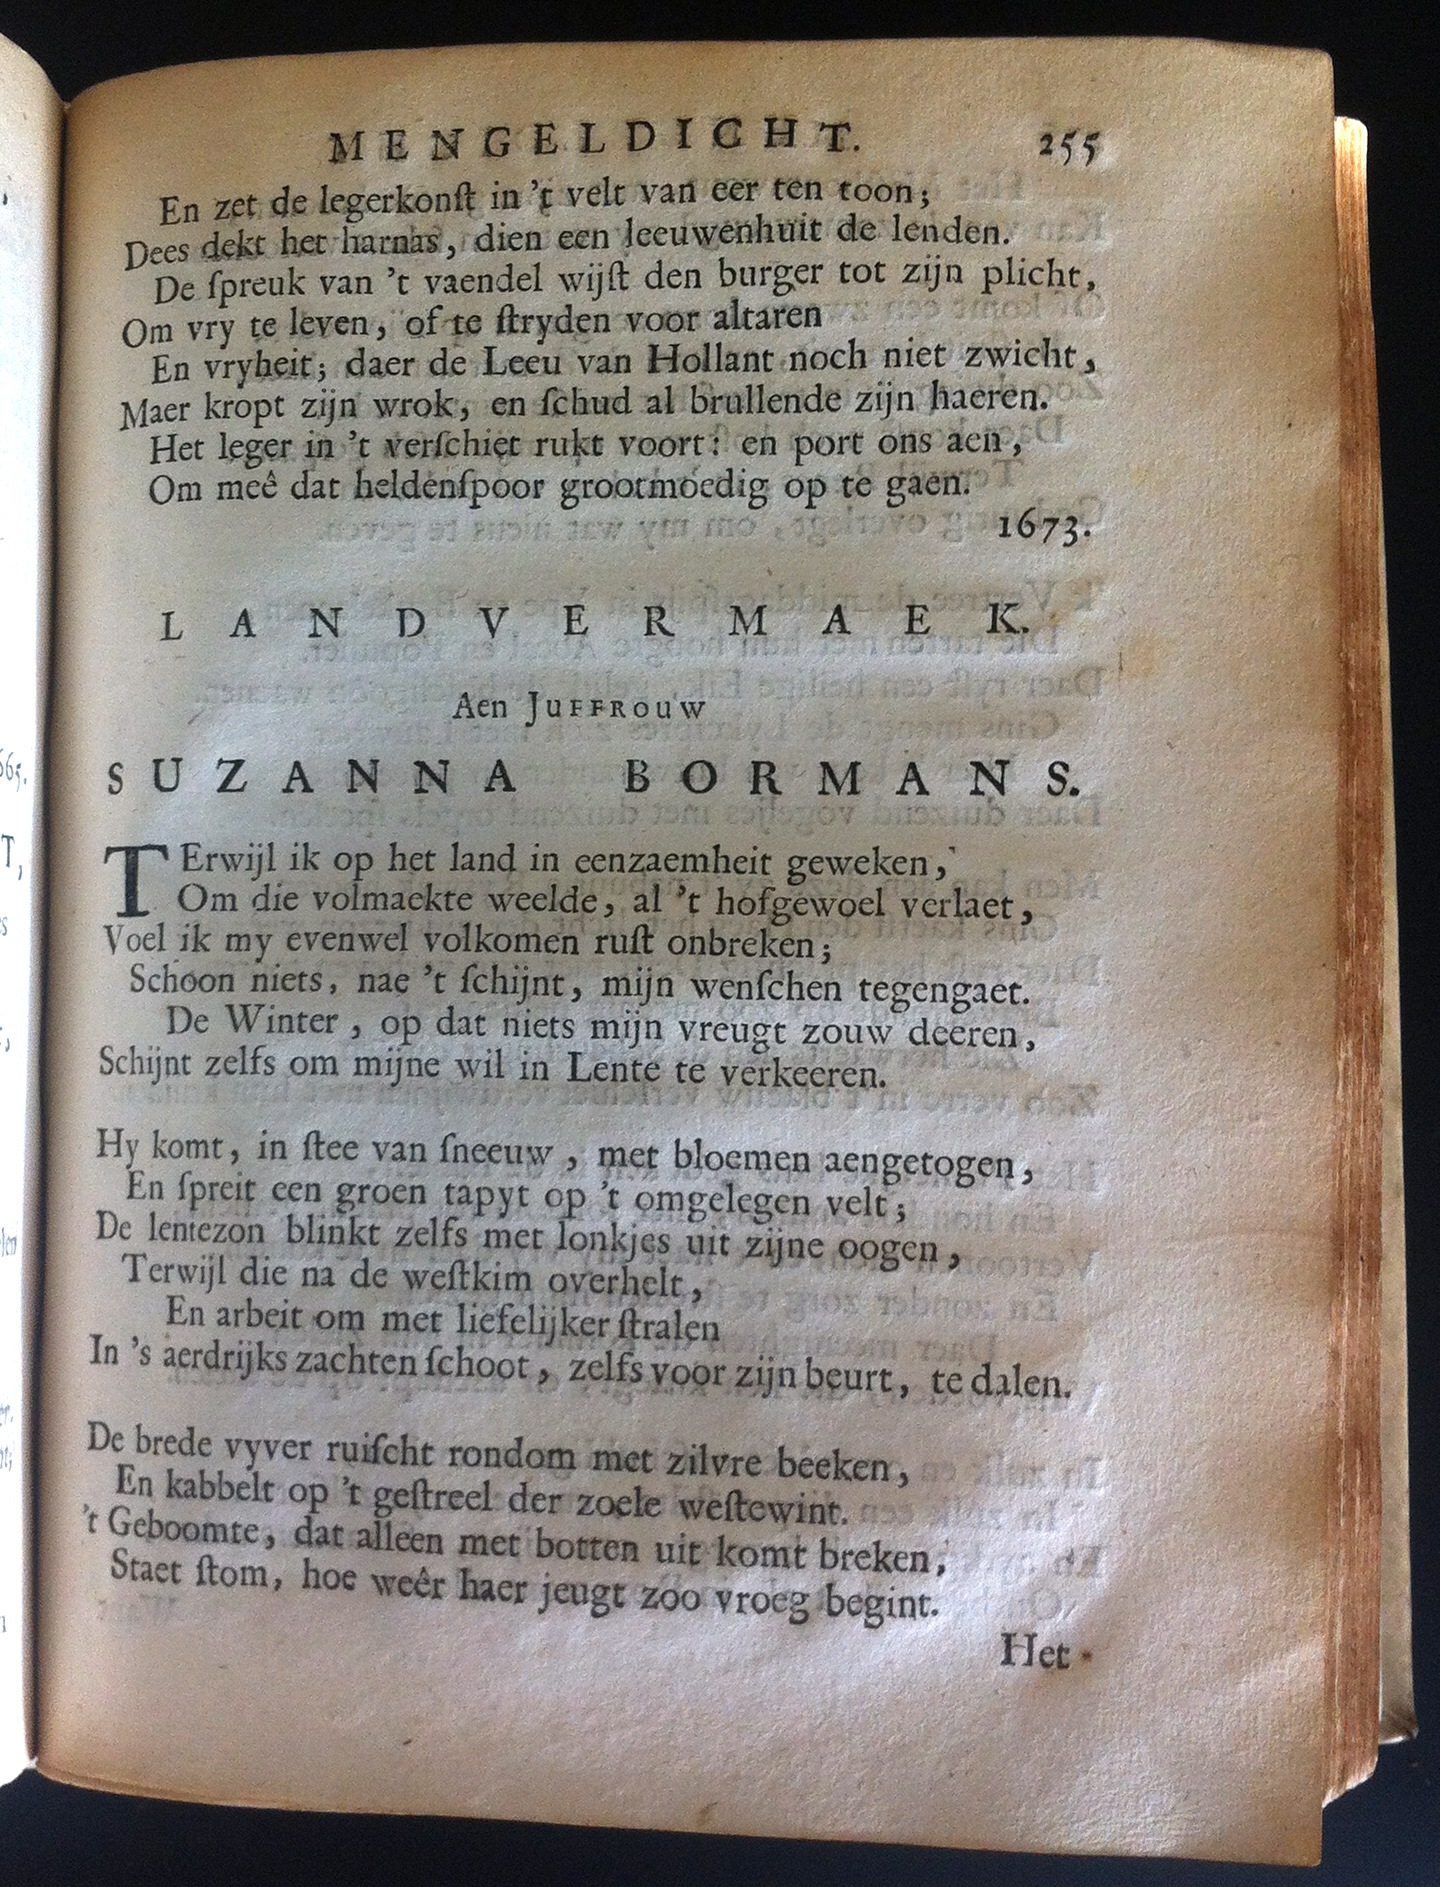 MENGELDICHT. 255
En zet de legerkonſt in 't velt van eer ten toon;
Dees dekt het harnas, dien een leeuwenhuit de lenden.
De ſpreuk van 't vaendel wijſt den burger tot zijn plicht,
Om vry te leven, of te ſtryden voor altaren
En vryheit; daer de Leeu van Hollant noch niet zwicht,
Maer kropt zijn wrok, en ſchud al brullende zijn haeren.
Het leger in 't verſchiet rukt voort: en port ons aen,
Om meê dat heldenſpoor grootmoedig op te gaen.
1673.
LANDVERMAEK.
Aen JUFFROUW
SUZANNA BORMANS.
TErwijl ik op het land in eenzaemheit geweken,
Om die volmaekte weelde, al 't hofgewoel verlaet,
Voel ik my evenwel volkomen ruſt onbreken;
Schoon niets, nae 't ſchijnt, mijn wenſchen tegengaet.
De Winter, op dat niets mijn vreugt zouw deeren,
Schijnt zelfs om mijne wil in Lente te verkeeren.
Hy komt, in ſtee van ſneeuw, met bloemen aengetogen,
En ſpreit een groen tapyt op 't omgelegen velt;
De lentezon blinkt zelfs met lonkjes uit zijne oogen,
Terwijl die na de weſtkim overhelt,
En arbeit om met liefelijker ſtralen
In 's aerdrijks zachten ſchoot, zelfs voor zijn beurt, te dalen.
De brede vyver ruiſcht rondom met zilvre beeken,
En kabbelt op 't geſtreel der zoele weſtewint.
't Geboomte, dat alleen met botten uit komt breken,
Staet ſtom, hoe weêr haer jeugt zoo vroeg begint.
Het